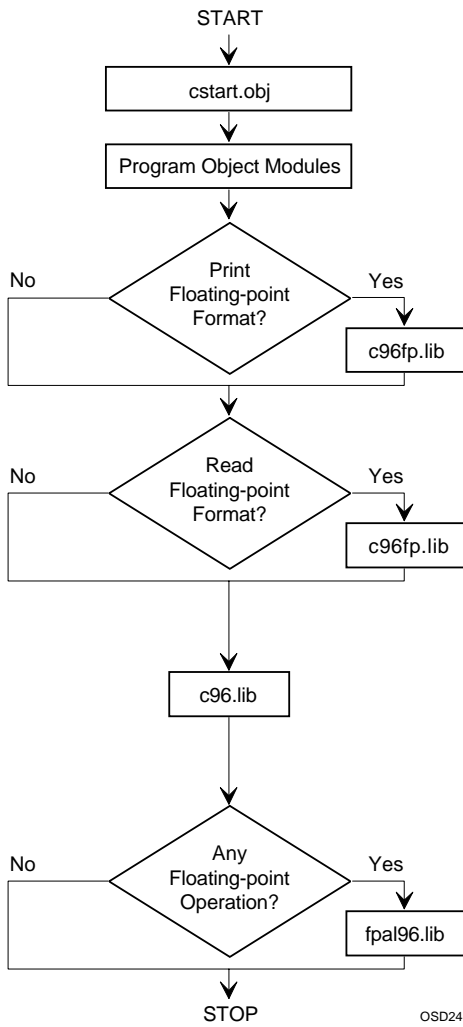 START
cstart.obj
Program Object Modules
Print
Floating-point
Format?
No
Yes
c96fp.lib
Read
Floating-point
Format?
No
Yes
c96fp.lib
c96.lib
Any
Floating-point
Operation?
No
Yes
fpal96.lib
STOP
OSD24